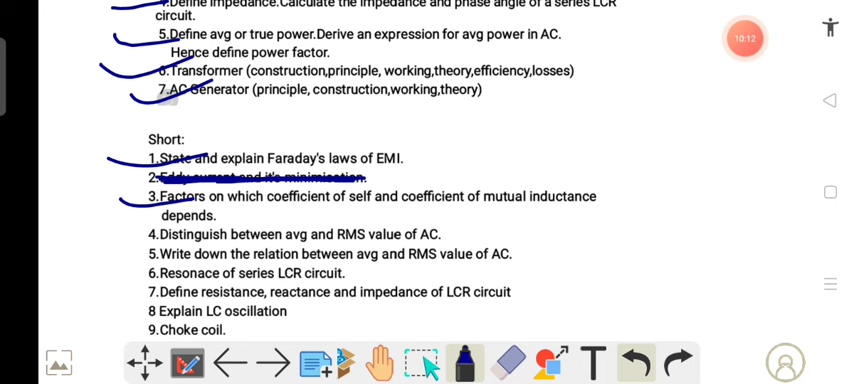 .Define impedance.Calculate the impedance and phase angle of a series LCR
circuit.
5.Define avg or true power.Derive an expression for avg power in AC.
Hence define power factor.
6.Transformer (construction,principle, working,theory,efficiency,losses)
7.AC Generator (principle, construction,working,theory)
Short:
1.State and explain Faraday's laws of EMI.
2.Eddy current and it's minimisation.
3.Factors on which coefficient of self and coefficient of mutual inductance
depends.
4.Distinguish between avg and RMS value of AC.
5.Write down the relation between avg and RMS value of AC.
6.Resonace of series LCR circuit.
7.Define resistance, reactance and impedance of LCR circuit
8 Explain LC oscillation
9.Choke coil.
10:12
T